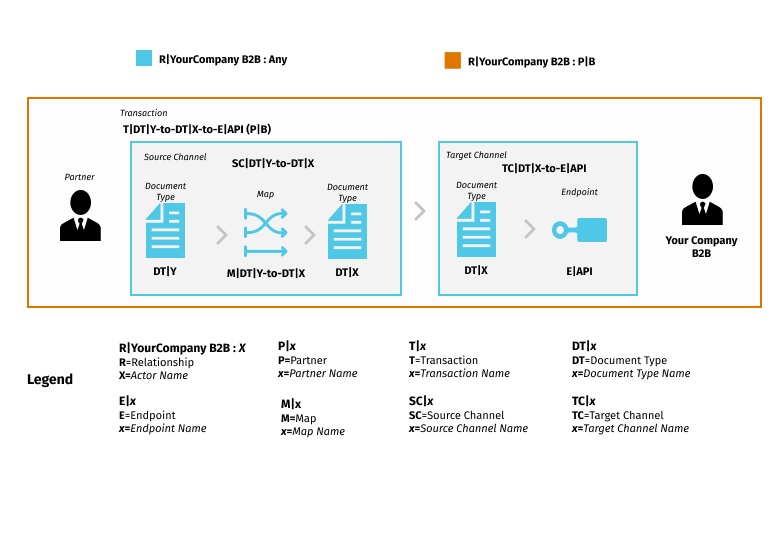 R|YourCompany B2B : Any
R|YourCompany B2B : P|B
Transaction
T|DT|Y-to-DT|X-to-E|API (P|B)
Partner
Source Channel
SC|DT|Y-to-DT|X
Document
Type
Map
Document
Type
DT|Y
M|DT|Y-to-DT|X
DT|X
Target Channel
TC|DT|X-to-E|API
Document
Type
Endpoint
DT|X
E|API
Your Company
B2B
Legend
R|YourCompany B2B : X
R=Relationship
X=Actor Name
P|x
P=Partner
x=Partner Name
T|x
T=Transaction
x=Transaction Name
DT|x
DT=Document Type
x=Document Type Name
E|x
E=Endpoint
x=Endpoint Name
M|x
M=Map
x=Map Name
SC|x
SC=Source Channel
x=Source Channel Name
TC|x
TC=Target Channel
x=Target Channel Name